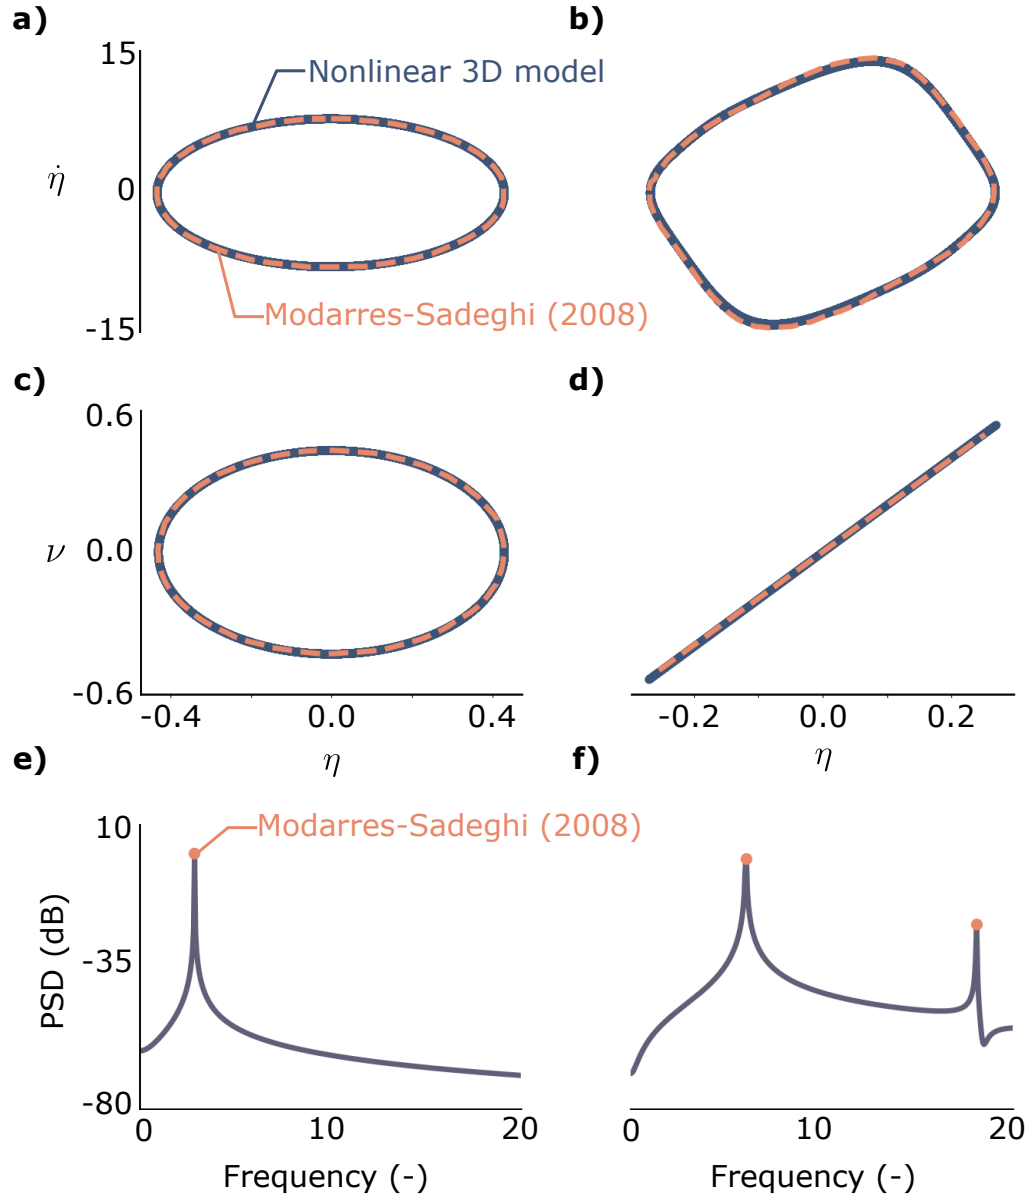 a)
b)
15
Nonlinear 3D model
η̇
0
Modarres-Sadeghi (2008)
-15
c)
d)
0.6
ν
0.0
-0.6
-0.4 0.0 0.4
-0.2 0.0 0.2
η
η
e)
f)
10
Modarres-Sadeghi (2008)
PSD (dB)
-35
-80
0 10 20
0 10 20
Frequency (-)
Frequency (-)